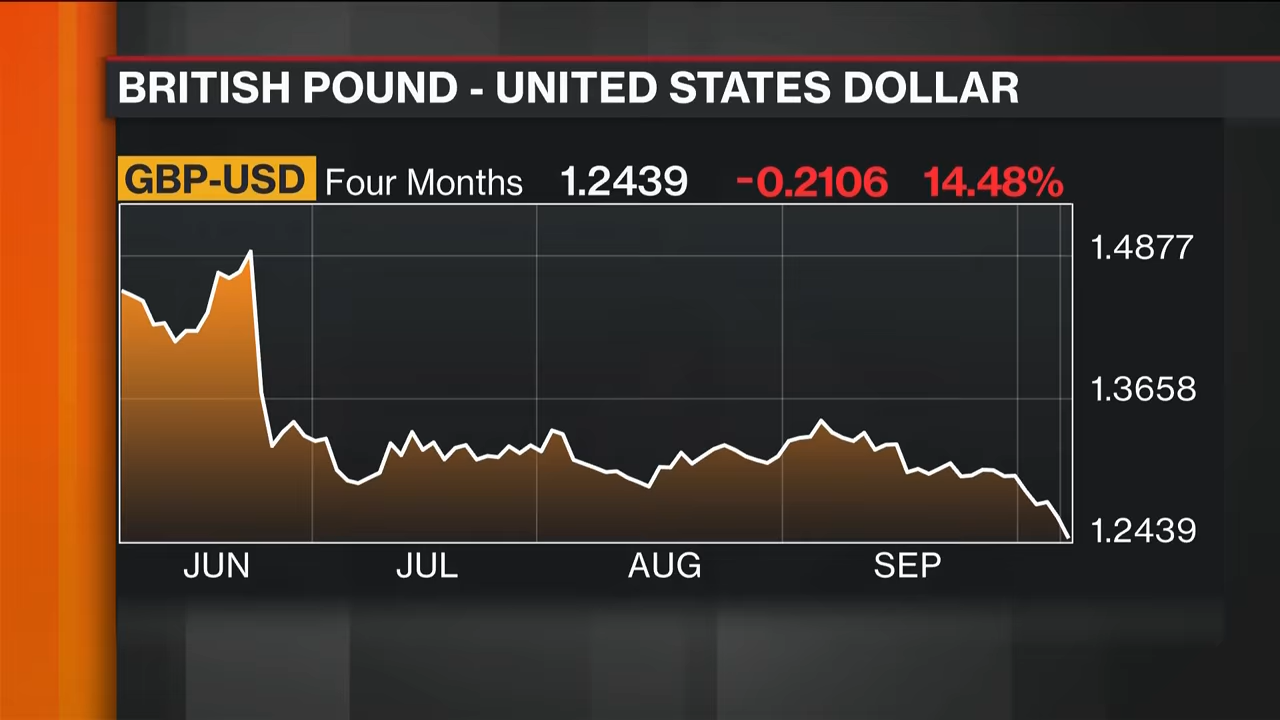 BRITISH POUND - UNITED STATES DOLLAR
GBP-USD Four Months 1.2439 -0.2106 14.48%
1.4877
1.3658
1.2439
JUN JUL AUG SEP